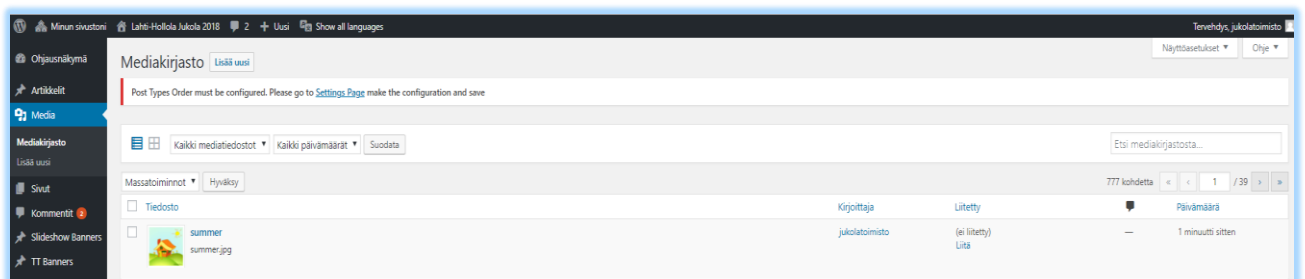 Minun sivustoni Lahti-Hollola Jukola 2018 2 + Uusi Show all languages Tervehdys, jukolatoimisto
Näyttöasetukset ▼ Ohje ▼
Ohjausnäkymä
Artikkelit
Media
Mediakirjasto
Lisää uusi
Sivut
Kommentit 2
Slideshow Banners
TT Banners
Mediakirjasto Lisää uusi
Post Types Order must be configured. Please go to Settings Page make the configuration and save
Kaikki mediatiedostot ▼ Kaikki päivämäärät ▼ Suodata Etsi mediakirjastosta...
Massatoiminnot ▼ Hyväksy 777 kohdetta « ‹ 1 / 39 › »
Tiedosto Kirjoittaja Liitetty Päivämäärä
summer jukolatoimisto (ei liitetty) — 1 minuutti sitten
summer.jpg Liitä